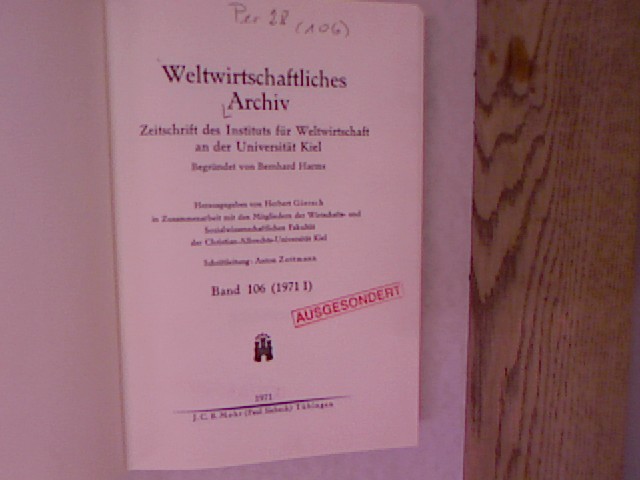 Per 28 (106)
Weltwirtschaftliches
Archiv
Zeitschrift des Instituts für Weltwirtschaft
an der Universität Kiel
Begründet von Bernhard Harms
Herausgegeben von Herbert Giersch
in Zusammenarbeit mit den Mitgliedern der Wirtschafts- und
Sozialwissenschaftlichen Fakultät
der Christian-Albrechts-Universität Kiel
Schriftleitung: Anton Zottmann
Band 106 (1971 I)
AUSGESONDERT
1971
J. C. B. Mohr (Paul Siebeck) Tübingen